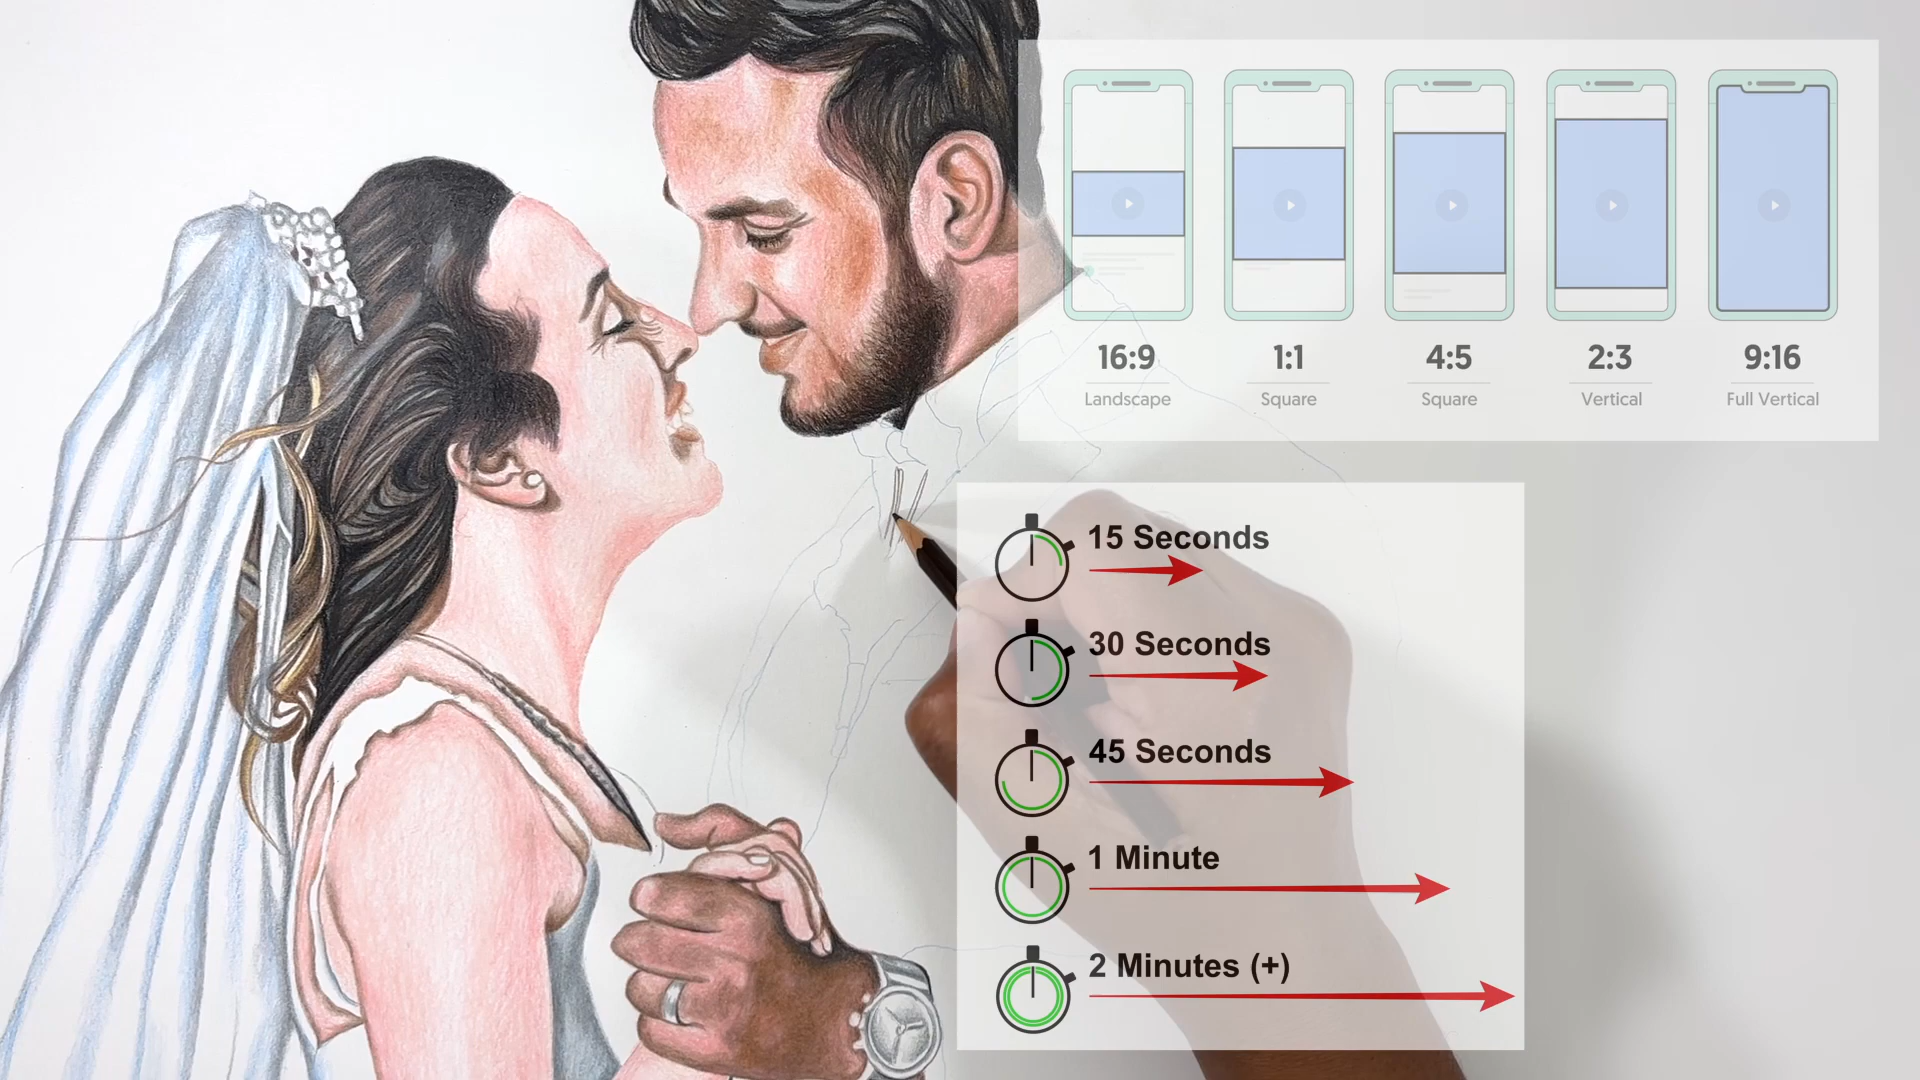 16:9 1:1 4:5 2:3 9:16
Landscape Square Square Vertical Full Vertical
15 Seconds
30 Seconds
45 Seconds
1 Minute
2 Minutes (+)